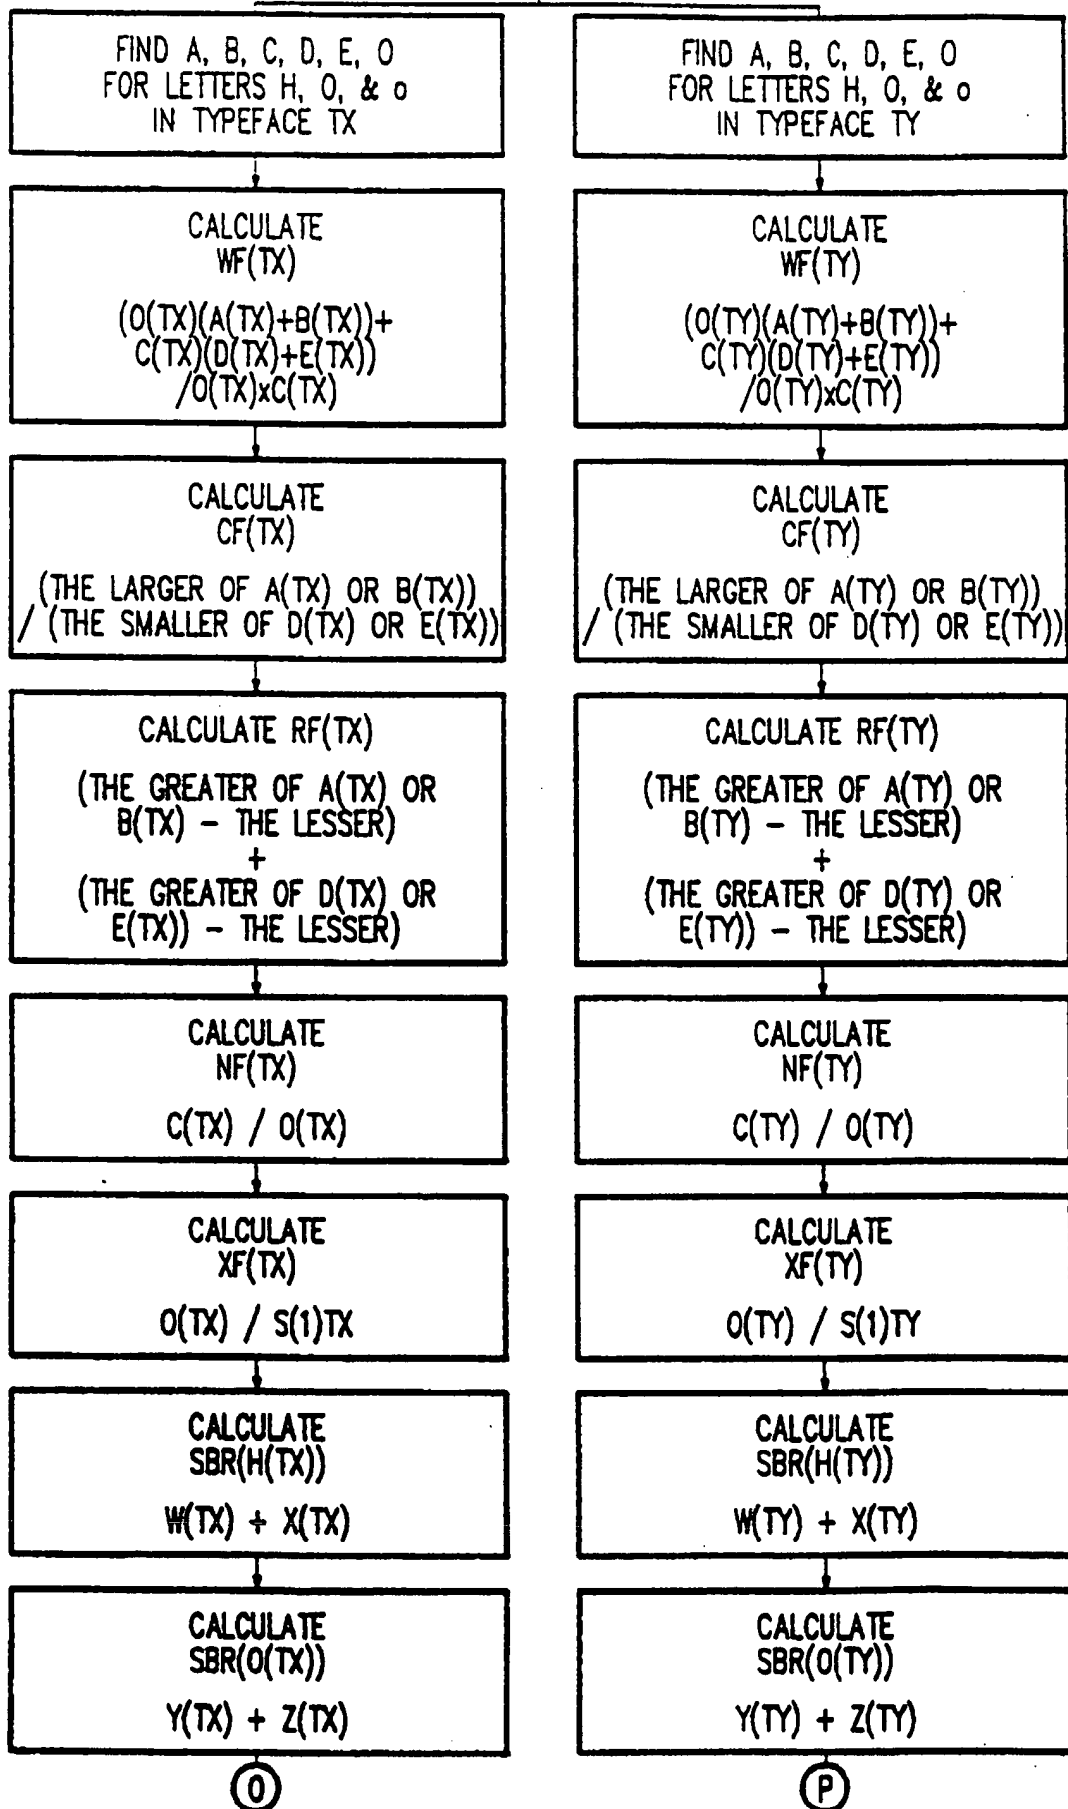 FIND A, B, C, D, E, O
FOR LETTERS H, O, & o
IN TYPEFACE TX
CALCULATE
WF(TX)
(O(TX)(A(TX)+B(TX))+
C(TX)(D(TX)+E(TX))
/O(TX)xC(TX)
CALCULATE
CF(TX)
(THE LARGER OF A(TX) OR B(TX))
/ (THE SMALLER OF D(TX) OR E(TX))
CALCULATE RF(TX)
(THE GREATER OF A(TX) OR
B(TX) - THE LESSER)
+
(THE GREATER OF D(TX) OR
E(TX)) - THE LESSER)
CALCULATE
NF(TX)
C(TX) / O(TX)
CALCULATE
XF(TX)
O(TX) / S(1)TX
CALCULATE
SBR(H(TX))
W(TX) + X(TX)
CALCULATE
SBR(O(TX))
Y(TX) + Z(TX)
O
FIND A, B, C, D, E, O
FOR LETTERS H, O, & o
IN TYPEFACE TY
CALCULATE
WF(TY)
(O(TY)(A(TY)+B(TY))+
C(TY)(D(TY)+E(TY))
/O(TY)xC(TY)
CALCULATE
CF(TY)
(THE LARGER OF A(TY) OR B(TY))
/ (THE SMALLER OF D(TY) OR E(TY))
CALCULATE RF(TY)
(THE GREATER OF A(TY) OR
B(TY) - THE LESSER)
+
(THE GREATER OF D(TY) OR
E(TY)) - THE LESSER)
CALCULATE
NF(TY)
C(TY) / O(TY)
CALCULATE
XF(TY)
O(TY) / S(1)TY
CALCULATE
SBR(H(TY))
W(TY) + X(TY)
CALCULATE
SBR(O(TY))
Y(TY) + Z(TY)
P